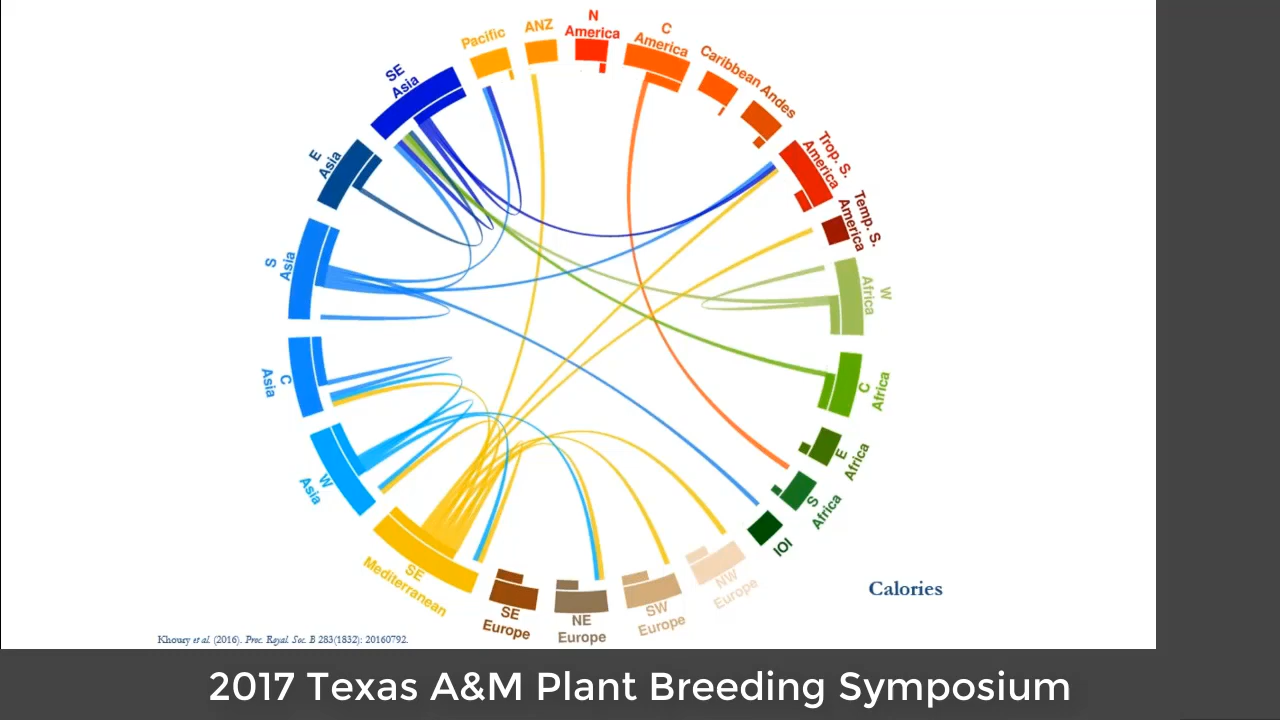 N
America
C
America
ANZ
Pacific
Caribbean
Andes
SE
Asia
Trop. S.
America
E
Asia
Temp. S.
America
S
Asia
W
Africa
C
Asia
C
Africa
W
Asia
E
Africa
S
Africa
IOI
SE
Mediterranean
NW
Europe
SE
Europe
NE
Europe
SW
Europe
Calories
Khoury et al. (2016). Proc. Royal. Soc. B 283(1832): 20160792.
2017 Texas A&M Plant Breeding Symposium